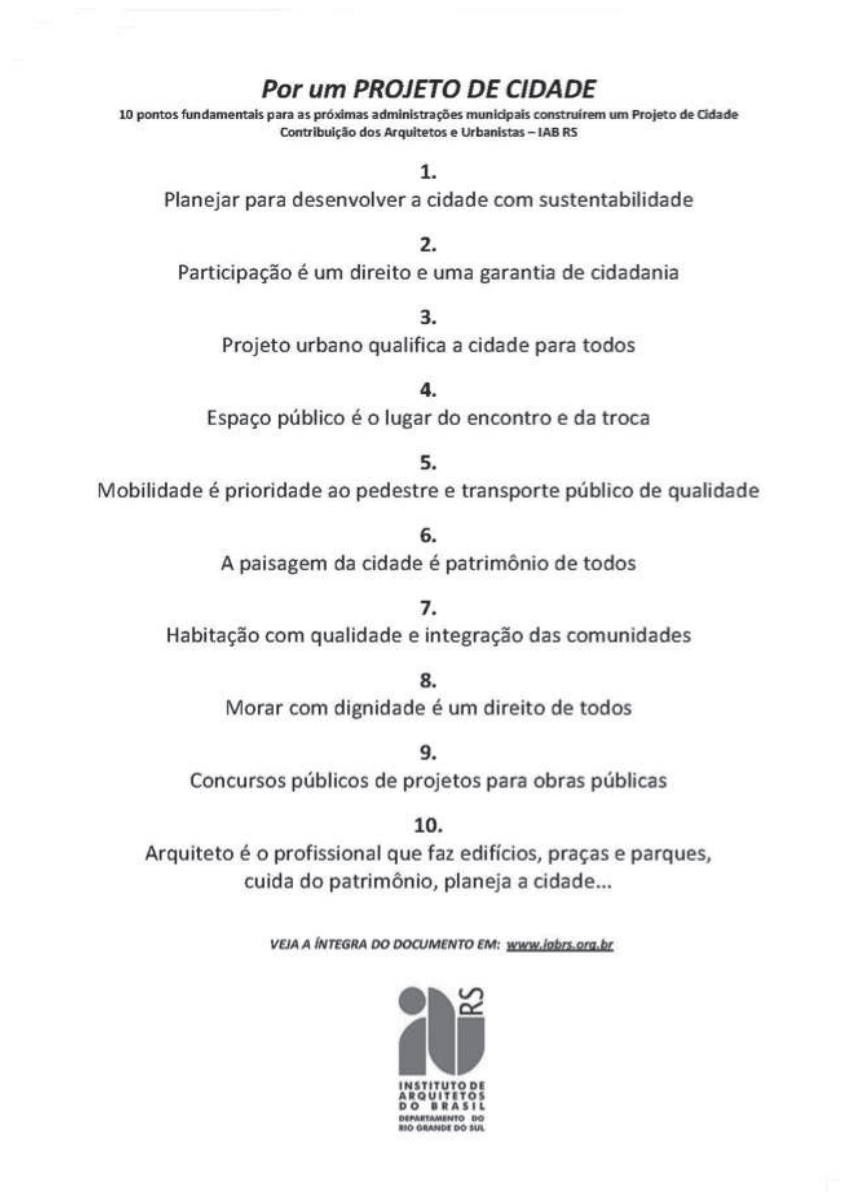 Por um PROJETO DE CIDADE
10 pontos fundamentais para as próximas administrações municipais construírem um Projeto de Cidade
Contribuição dos Arquitetos e Urbanistas – IAB RS
1.
Planejar para desenvolver a cidade com sustentabilidade
2.
Participação é um direito e uma garantia de cidadania
3.
Projeto urbano qualifica a cidade para todos
4.
Espaço público é o lugar do encontro e da troca
5.
Mobilidade é prioridade ao pedestre e transporte público de qualidade
6.
A paisagem da cidade é patrimônio de todos
7.
Habitação com qualidade e integração das comunidades
8.
Morar com dignidade é um direito de todos
9.
Concursos públicos de projetos para obras públicas
10.
Arquiteto é o profissional que faz edifícios, praças e parques,
cuida do patrimônio, planeja a cidade...
VEJA A ÍNTEGRA DO DOCUMENTO EM: www.iabrs.org.br
iab RS
INSTITUTO DE
ARQUITETOS
DO BRASIL
DEPARTAMENTO DO
RIO GRANDE DO SUL